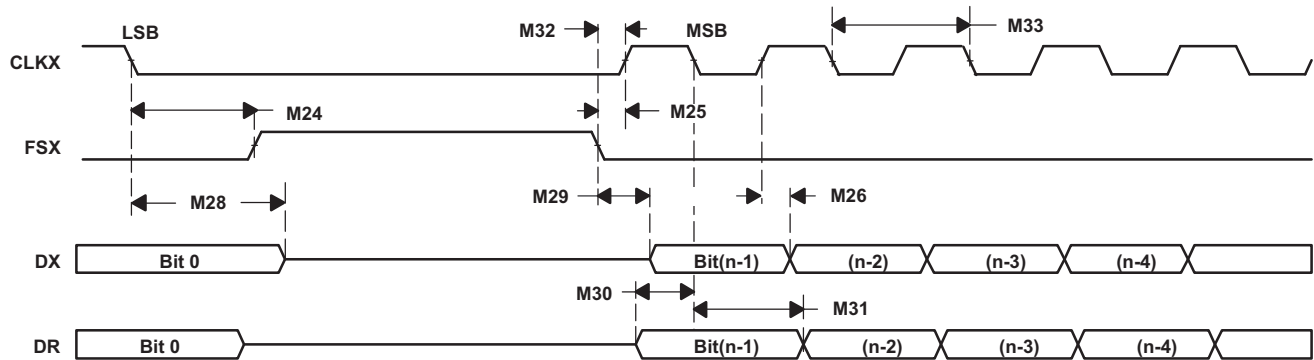 LSB M32 MSB M33
CLKX
M24 M25
FSX
M28 M29 M26
DX Bit 0 Bit(n-1) (n-2) (n-3) (n-4)
M30 M31
DR Bit 0 Bit(n-1) (n-2) (n-3) (n-4)